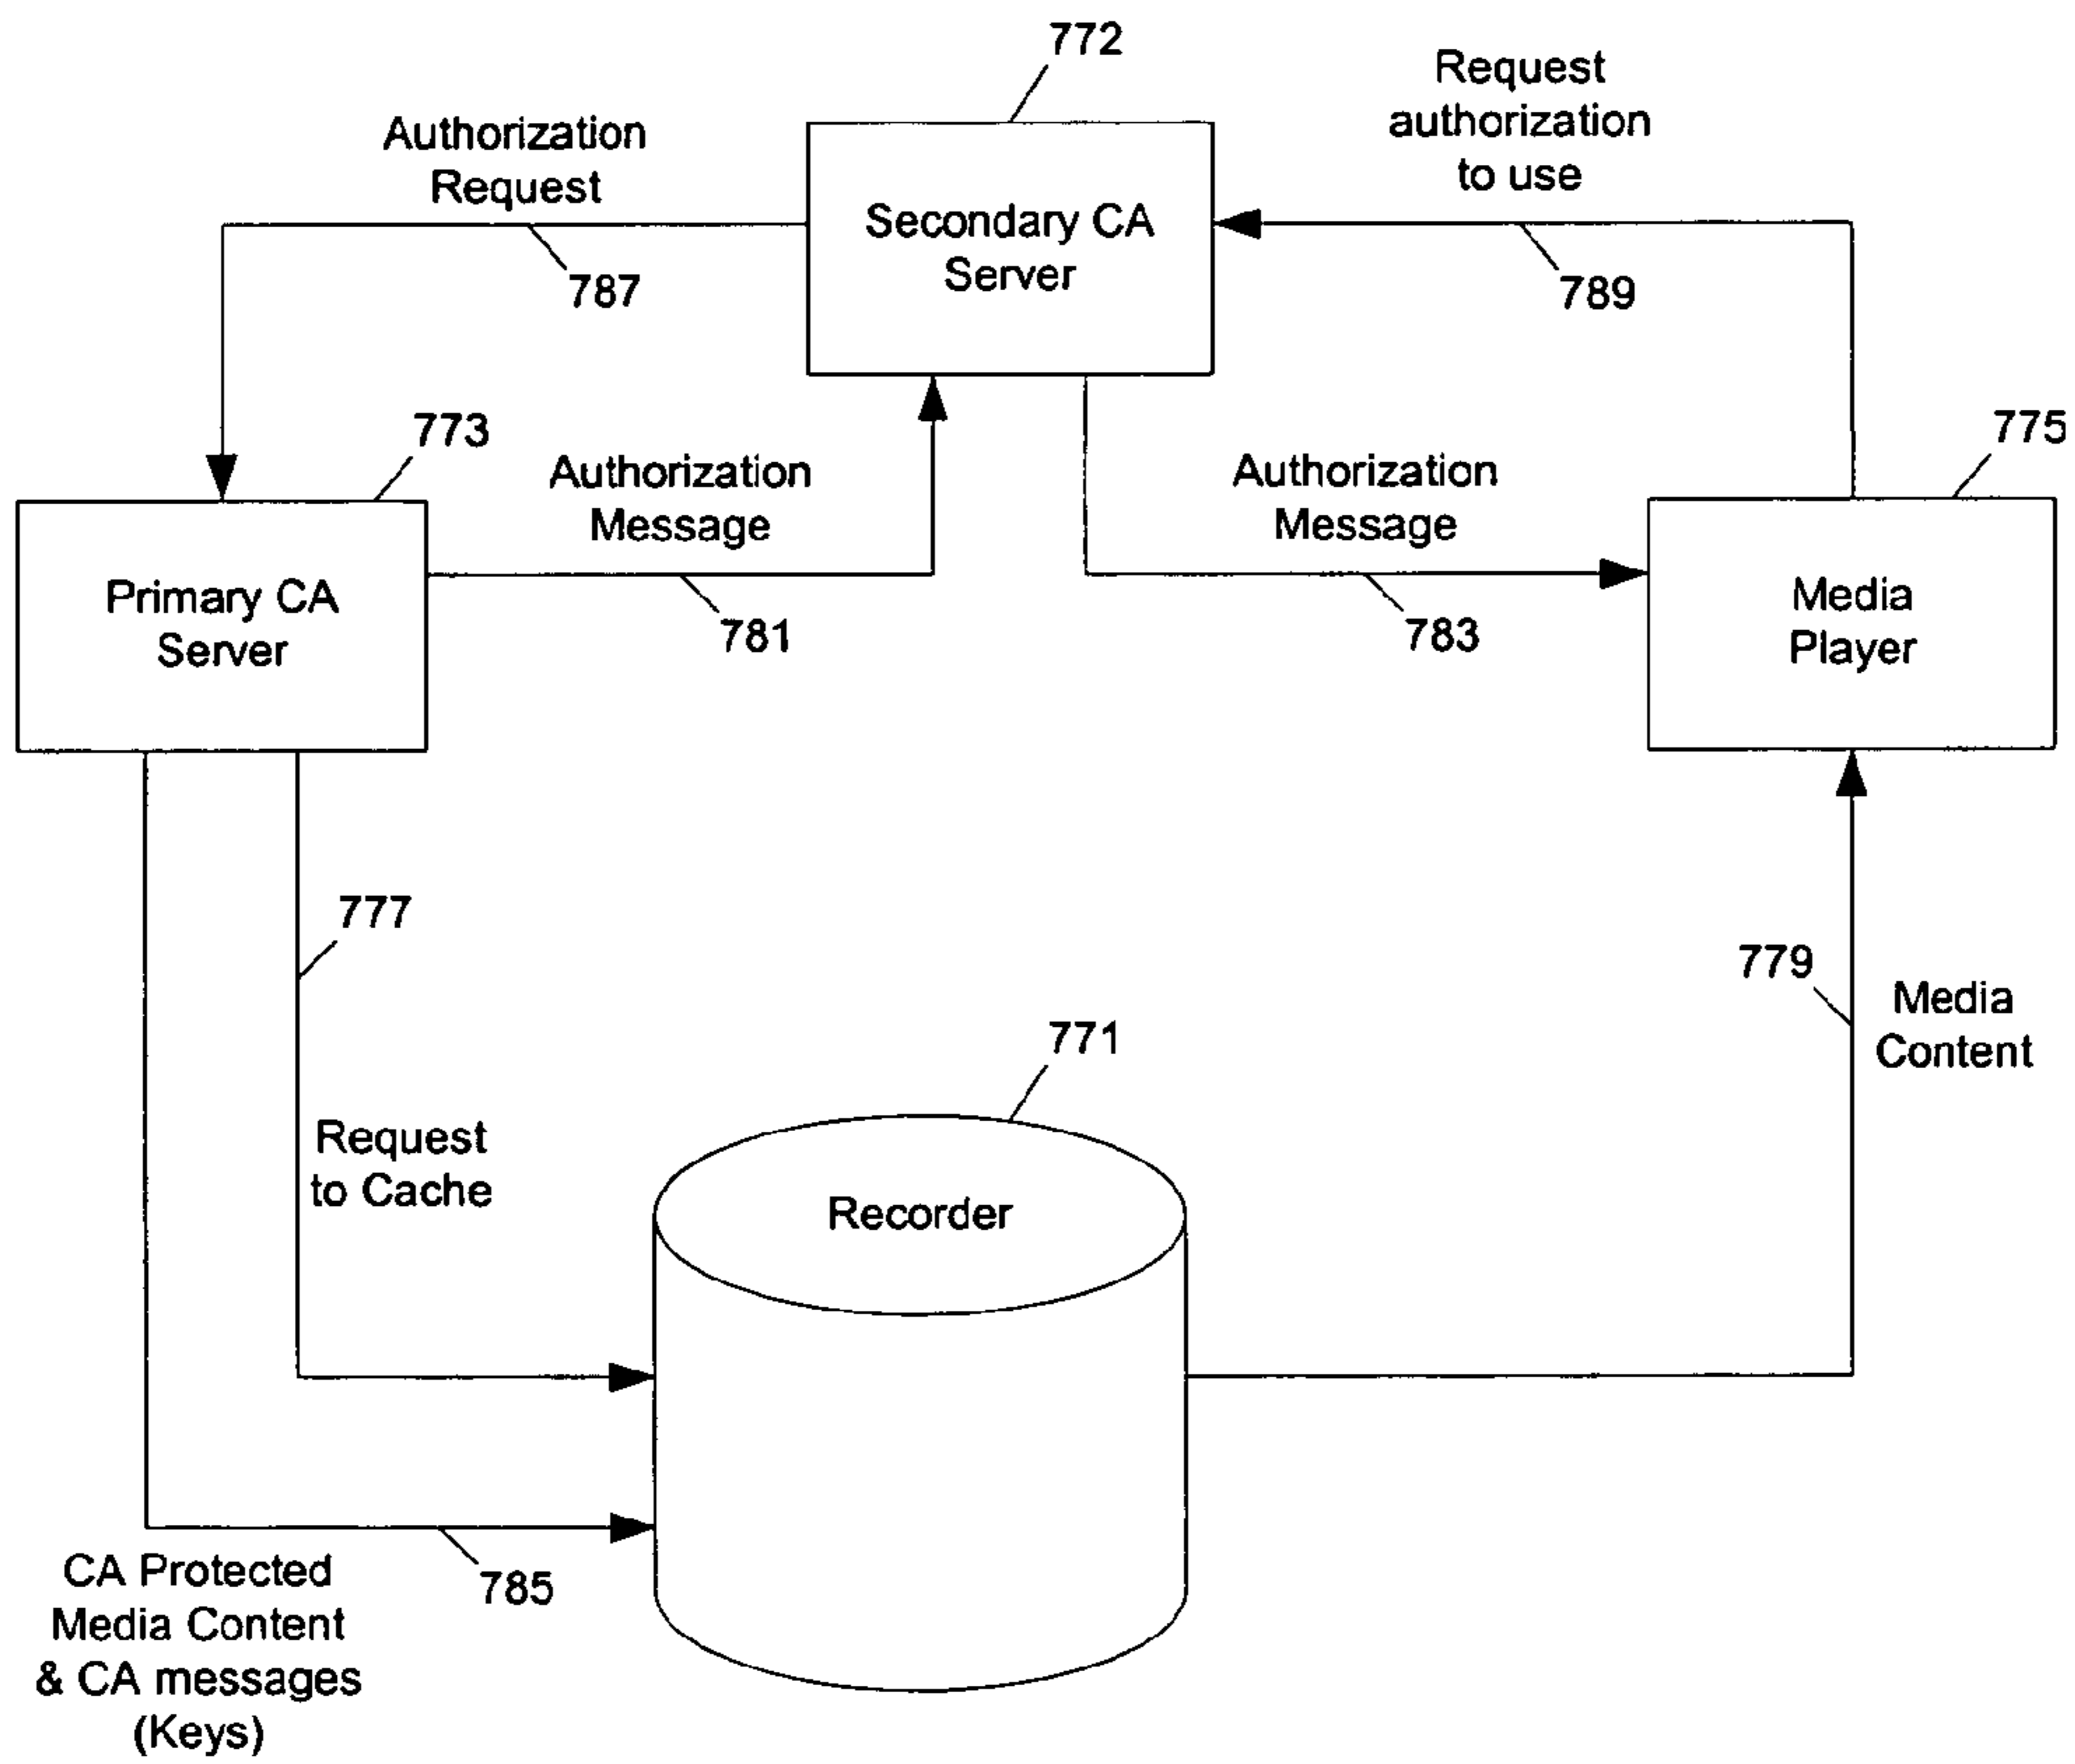 772
Request
authorization
to use
Authorization
Request
Secondary CA
Server
787
789
773
775
Authorization
Message
Authorization
Message
Primary CA
Server
781
783
Media
Player
777
779
Media
Content
771
Request
to Cache
Recorder
CA Protected
Media Content
& CA messages
(Keys)
785